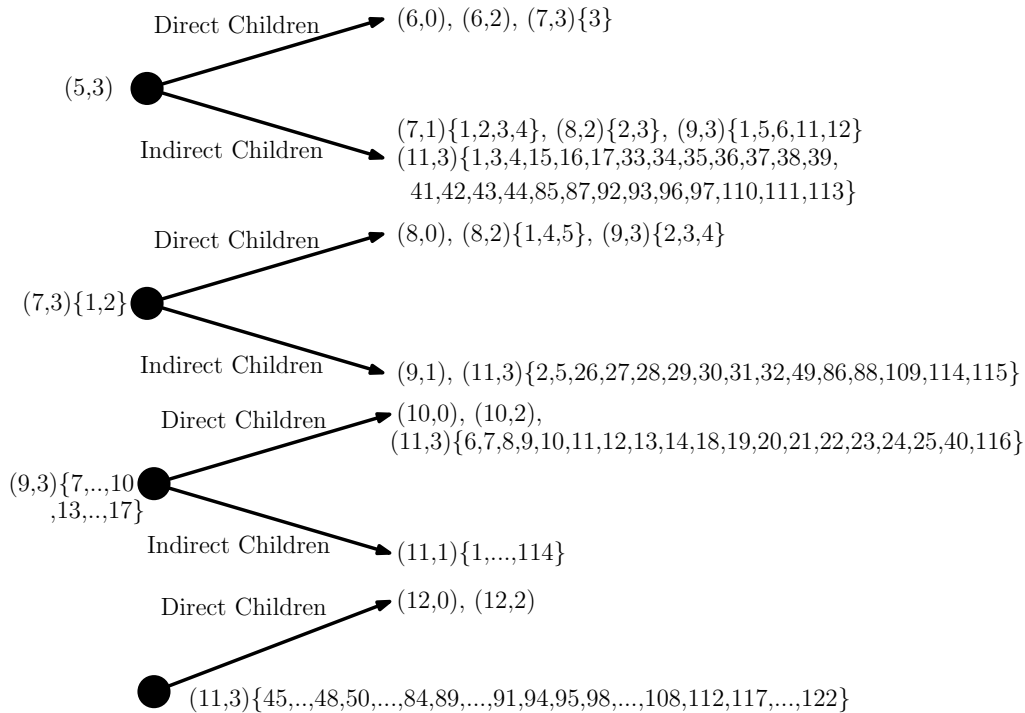 Direct Children
(6,0), (6,2), (7,3){3}
(5,3)
(7,1){1,2,3,4}, (8,2){2,3}, (9,3){1,5,6,11,12}
Indirect Children
(11,3){1,3,4,15,16,17,33,34,35,36,37,38,39,
41,42,43,44,85,87,92,93,96,97,110,111,113}
Direct Children
(8,0), (8,2){1,4,5}, (9,3){2,3,4}
(7,3){1,2}
Indirect Children
(9,1), (11,3){2,5,26,27,28,29,30,31,32,49,86,88,109,114,115}
Direct Children
(10,0), (10,2),
(11,3){6,7,8,9,10,11,12,13,14,18,19,20,21,22,23,24,25,40,116}
(9,3){7,..,10
,13,..,17}
Indirect Children
(11,1){1,...,114}
Direct Children
(12,0), (12,2)
(11,3){45,..,48,50,...,84,89,...,91,94,95,98,...,108,112,117,...,122}